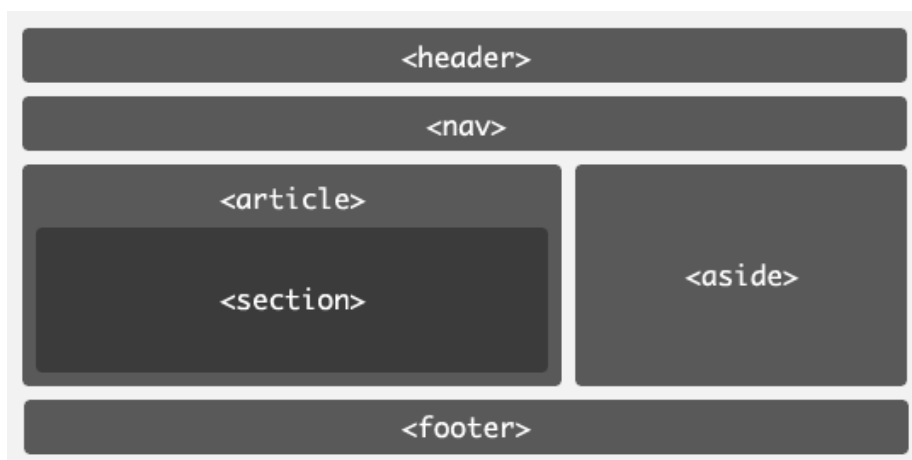 <header>
<nav>
<article>
<section>
<aside>
<footer>